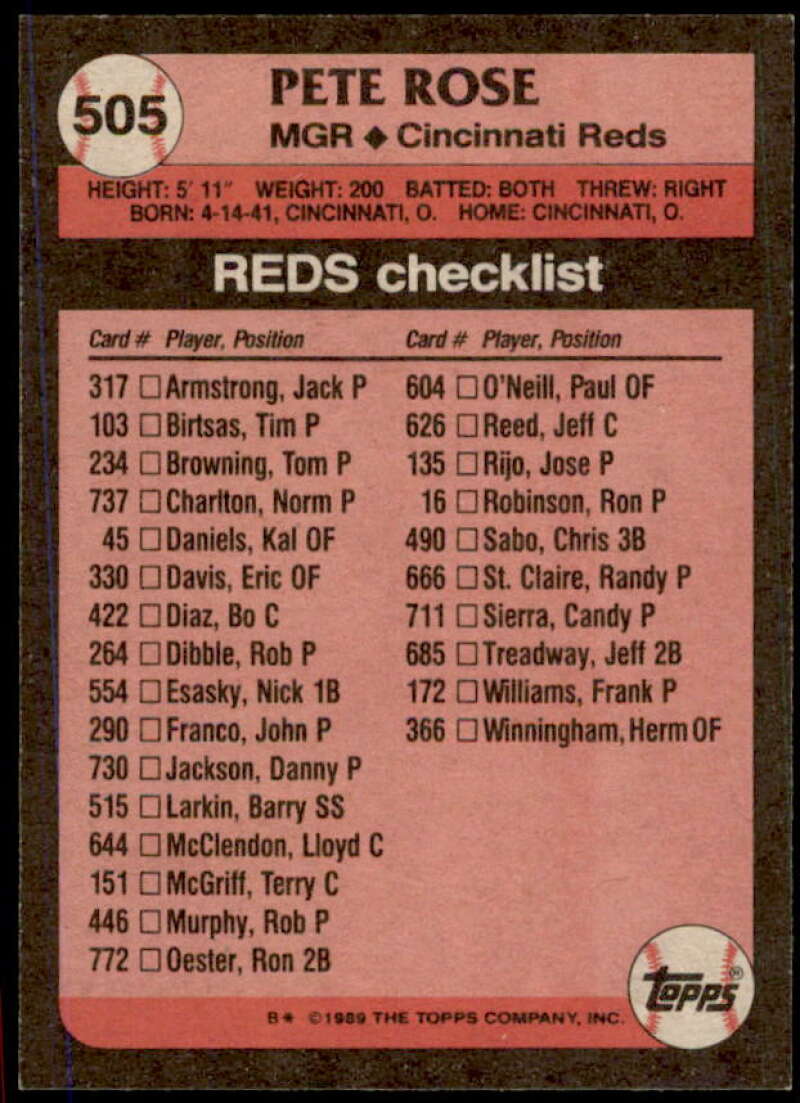 505
PETE ROSE
MGR ◆ Cincinnati Reds
HEIGHT: 5' 11" WEIGHT: 200 BATTED: BOTH THREW: RIGHT
BORN: 4-14-41, CINCINNATI, O. HOME: CINCINNATI, O.
REDS checklist
Card # Player, Position
317 □ Armstrong, Jack P
103 □ Birtsas, Tim P
234 □ Browning, Tom P
737 □ Charlton, Norm P
45 □ Daniels, Kal OF
330 □ Davis, Eric OF
422 □ Diaz, Bo C
264 □ Dibble, Rob P
554 □ Esasky, Nick 1B
290 □ Franco, John P
730 □ Jackson, Danny P
515 □ Larkin, Barry SS
644 □ McClendon, Lloyd C
151 □ McGriff, Terry C
446 □ Murphy, Rob P
772 □ Oester, Ron 2B
Card # Player, Position
604 □ O'Neill, Paul OF
626 □ Reed, Jeff C
135 □ Rijo, Jose P
16 □ Robinson, Ron P
490 □ Sabo, Chris 3B
666 □ St. Claire, Randy P
711 □ Sierra, Candy P
685 □ Treadway, Jeff 2B
172 □ Williams, Frank P
366 □ Winningham, Herm OF
topps®
B* ©1989 THE TOPPS COMPANY, INC.